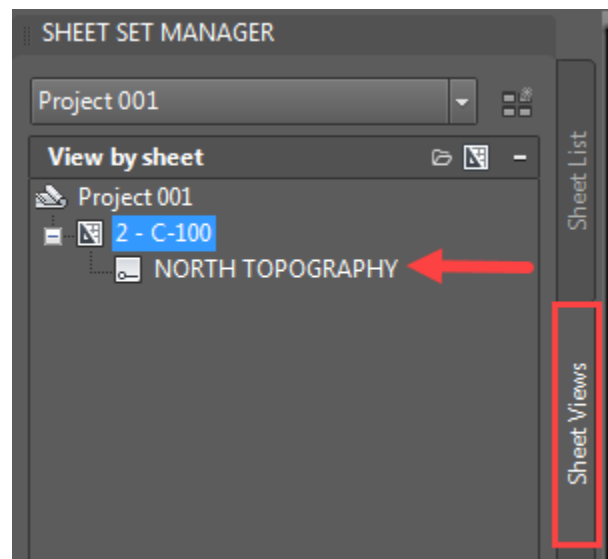 SHEET SET MANAGER
Project 001
View by sheet
Project 001
2 - C-100
NORTH TOPOGRAPHY
Sheet List
Sheet Views